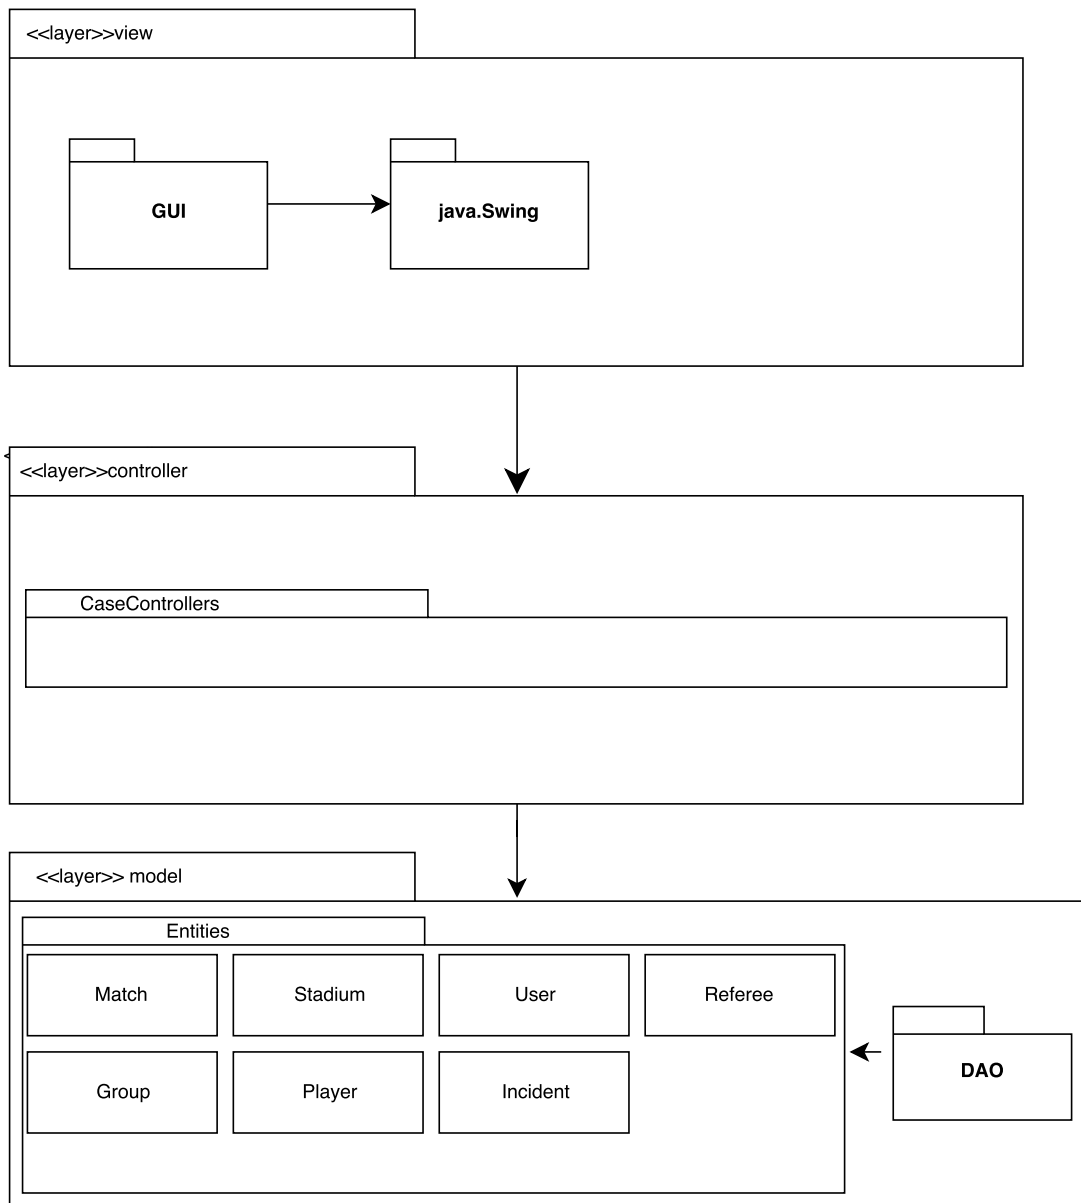 <<layer>>view
GUI
java.Swing
<<layer>>controller
CaseControllers
<<layer>> model
Entities
Match
Stadium
User
Referee
Group
Player
Incident
DAO